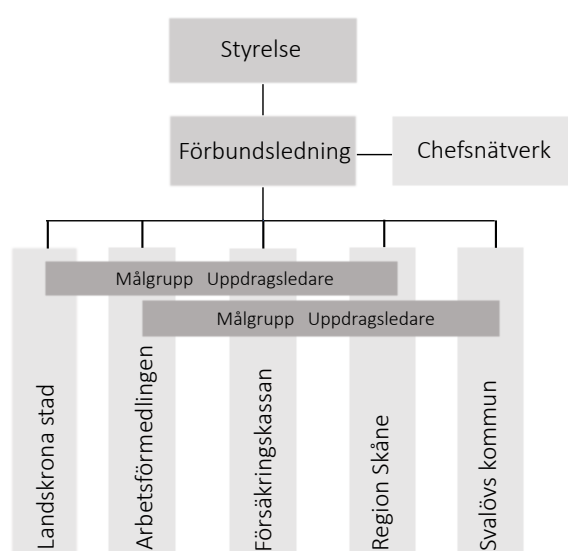 Styrelse
Förbundsledning
Chefsnätverk
Målgrupp Uppdragsledare
Målgrupp Uppdragsledare
Landskrona stad
Arbetsförmedlingen
Försäkringskassan
Region Skåne
Svalövs kommun